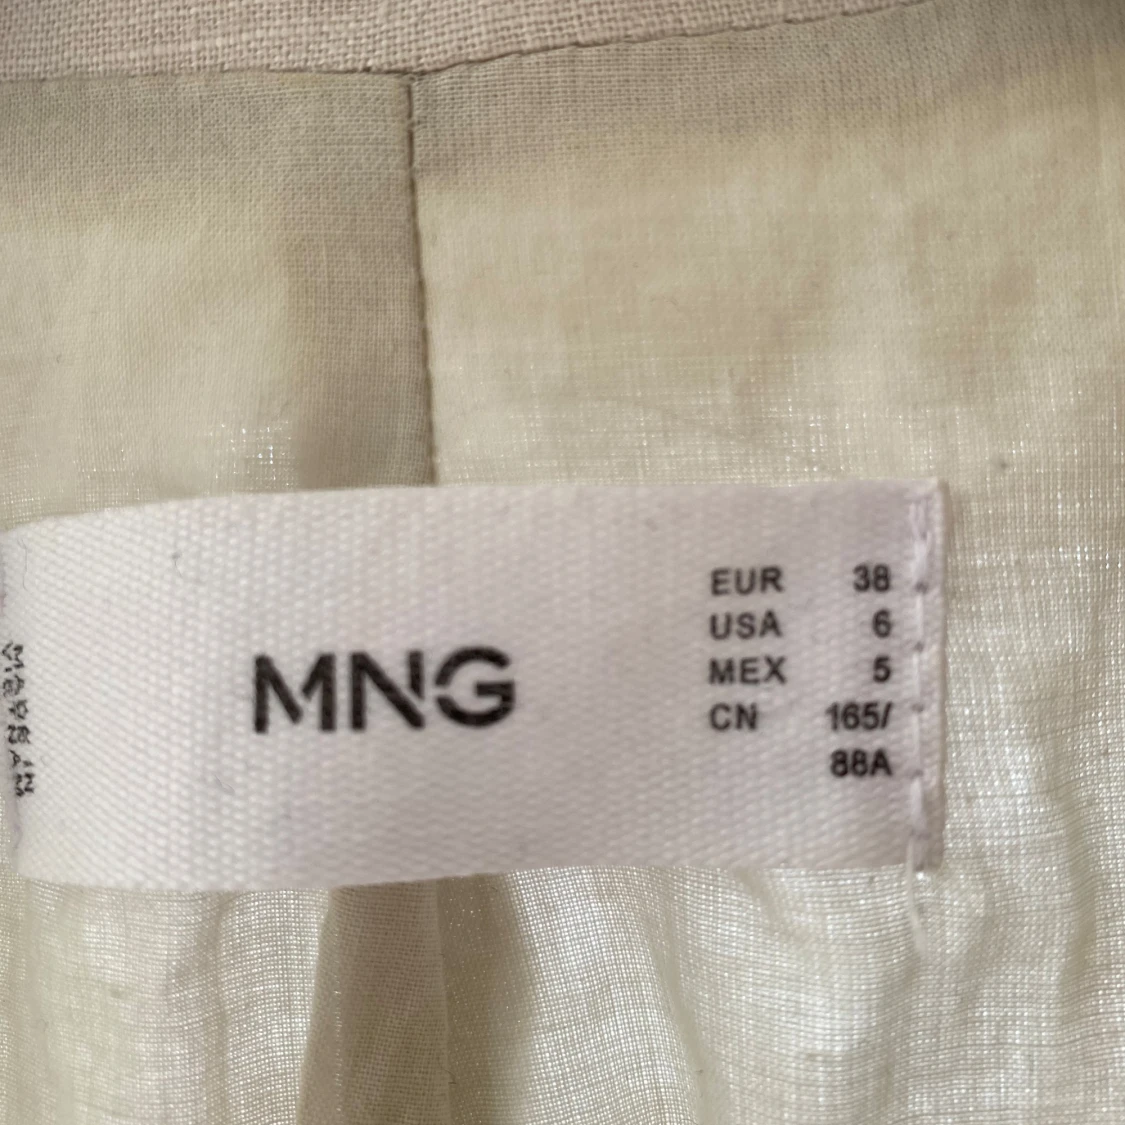 MNG
EUR 38
USA 6
MEX 5
CN 165/
88A